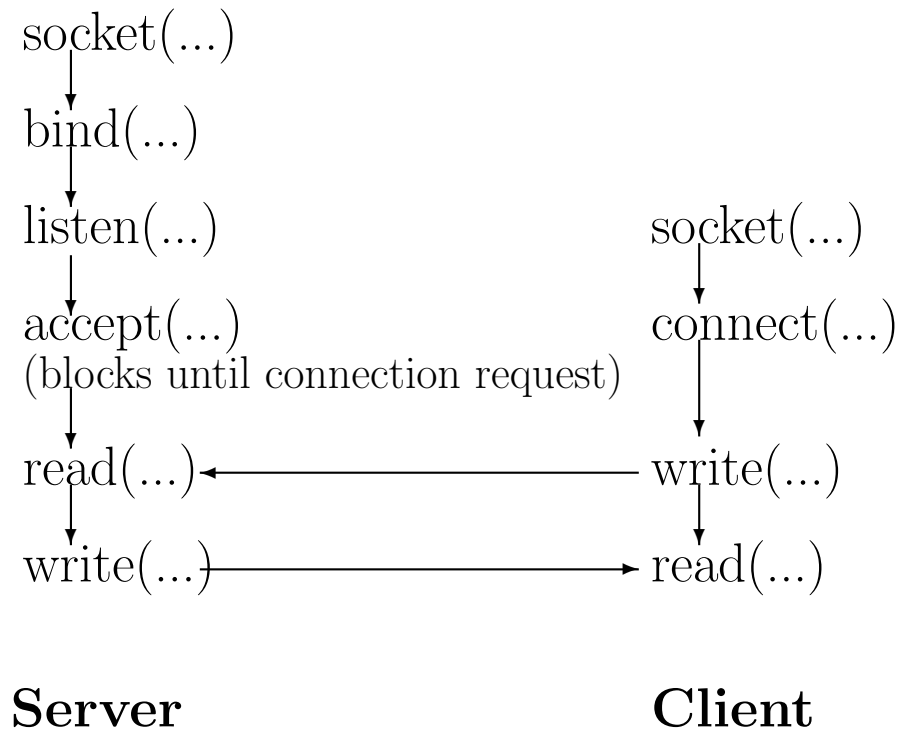 socket(...)
bind(...)
listen(...)
socket(...)
accept(...)
connect(...)
(blocks until connection request)
read(...)
write(...)
write(...)
read(...)
Server
Client